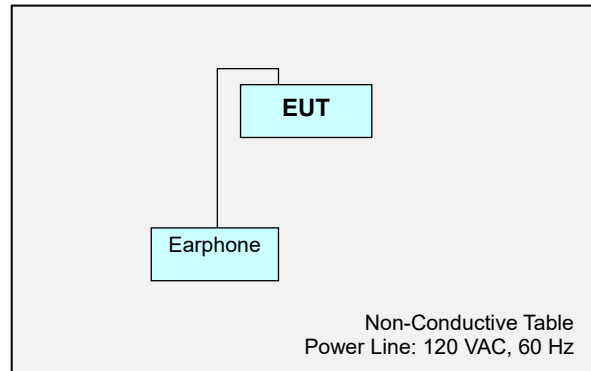 EUT
Earphone
Non-Conductive Table
Power Line: 120 VAC, 60 Hz